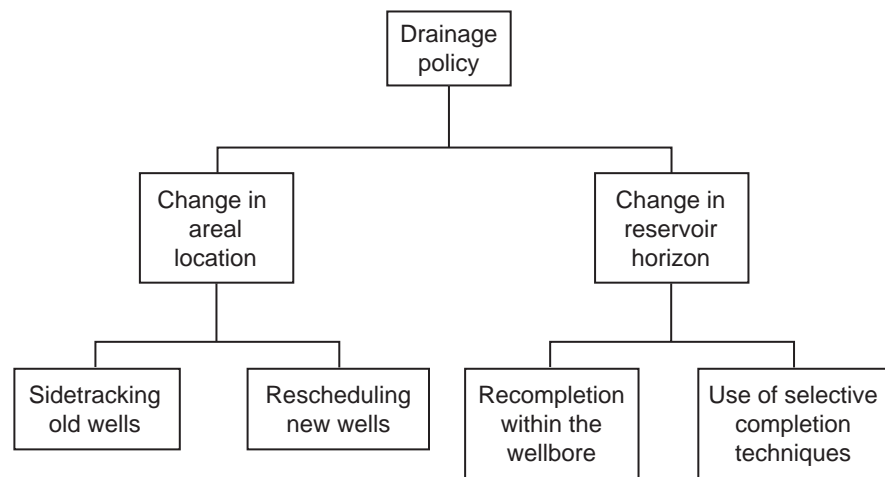 Drainage
policy
Change in
areal
location
Change in
reservoir
horizon
Sidetracking
old wells
Rescheduling
new wells
Recompletion
within the
wellbore
Use of selective
completion
techniques